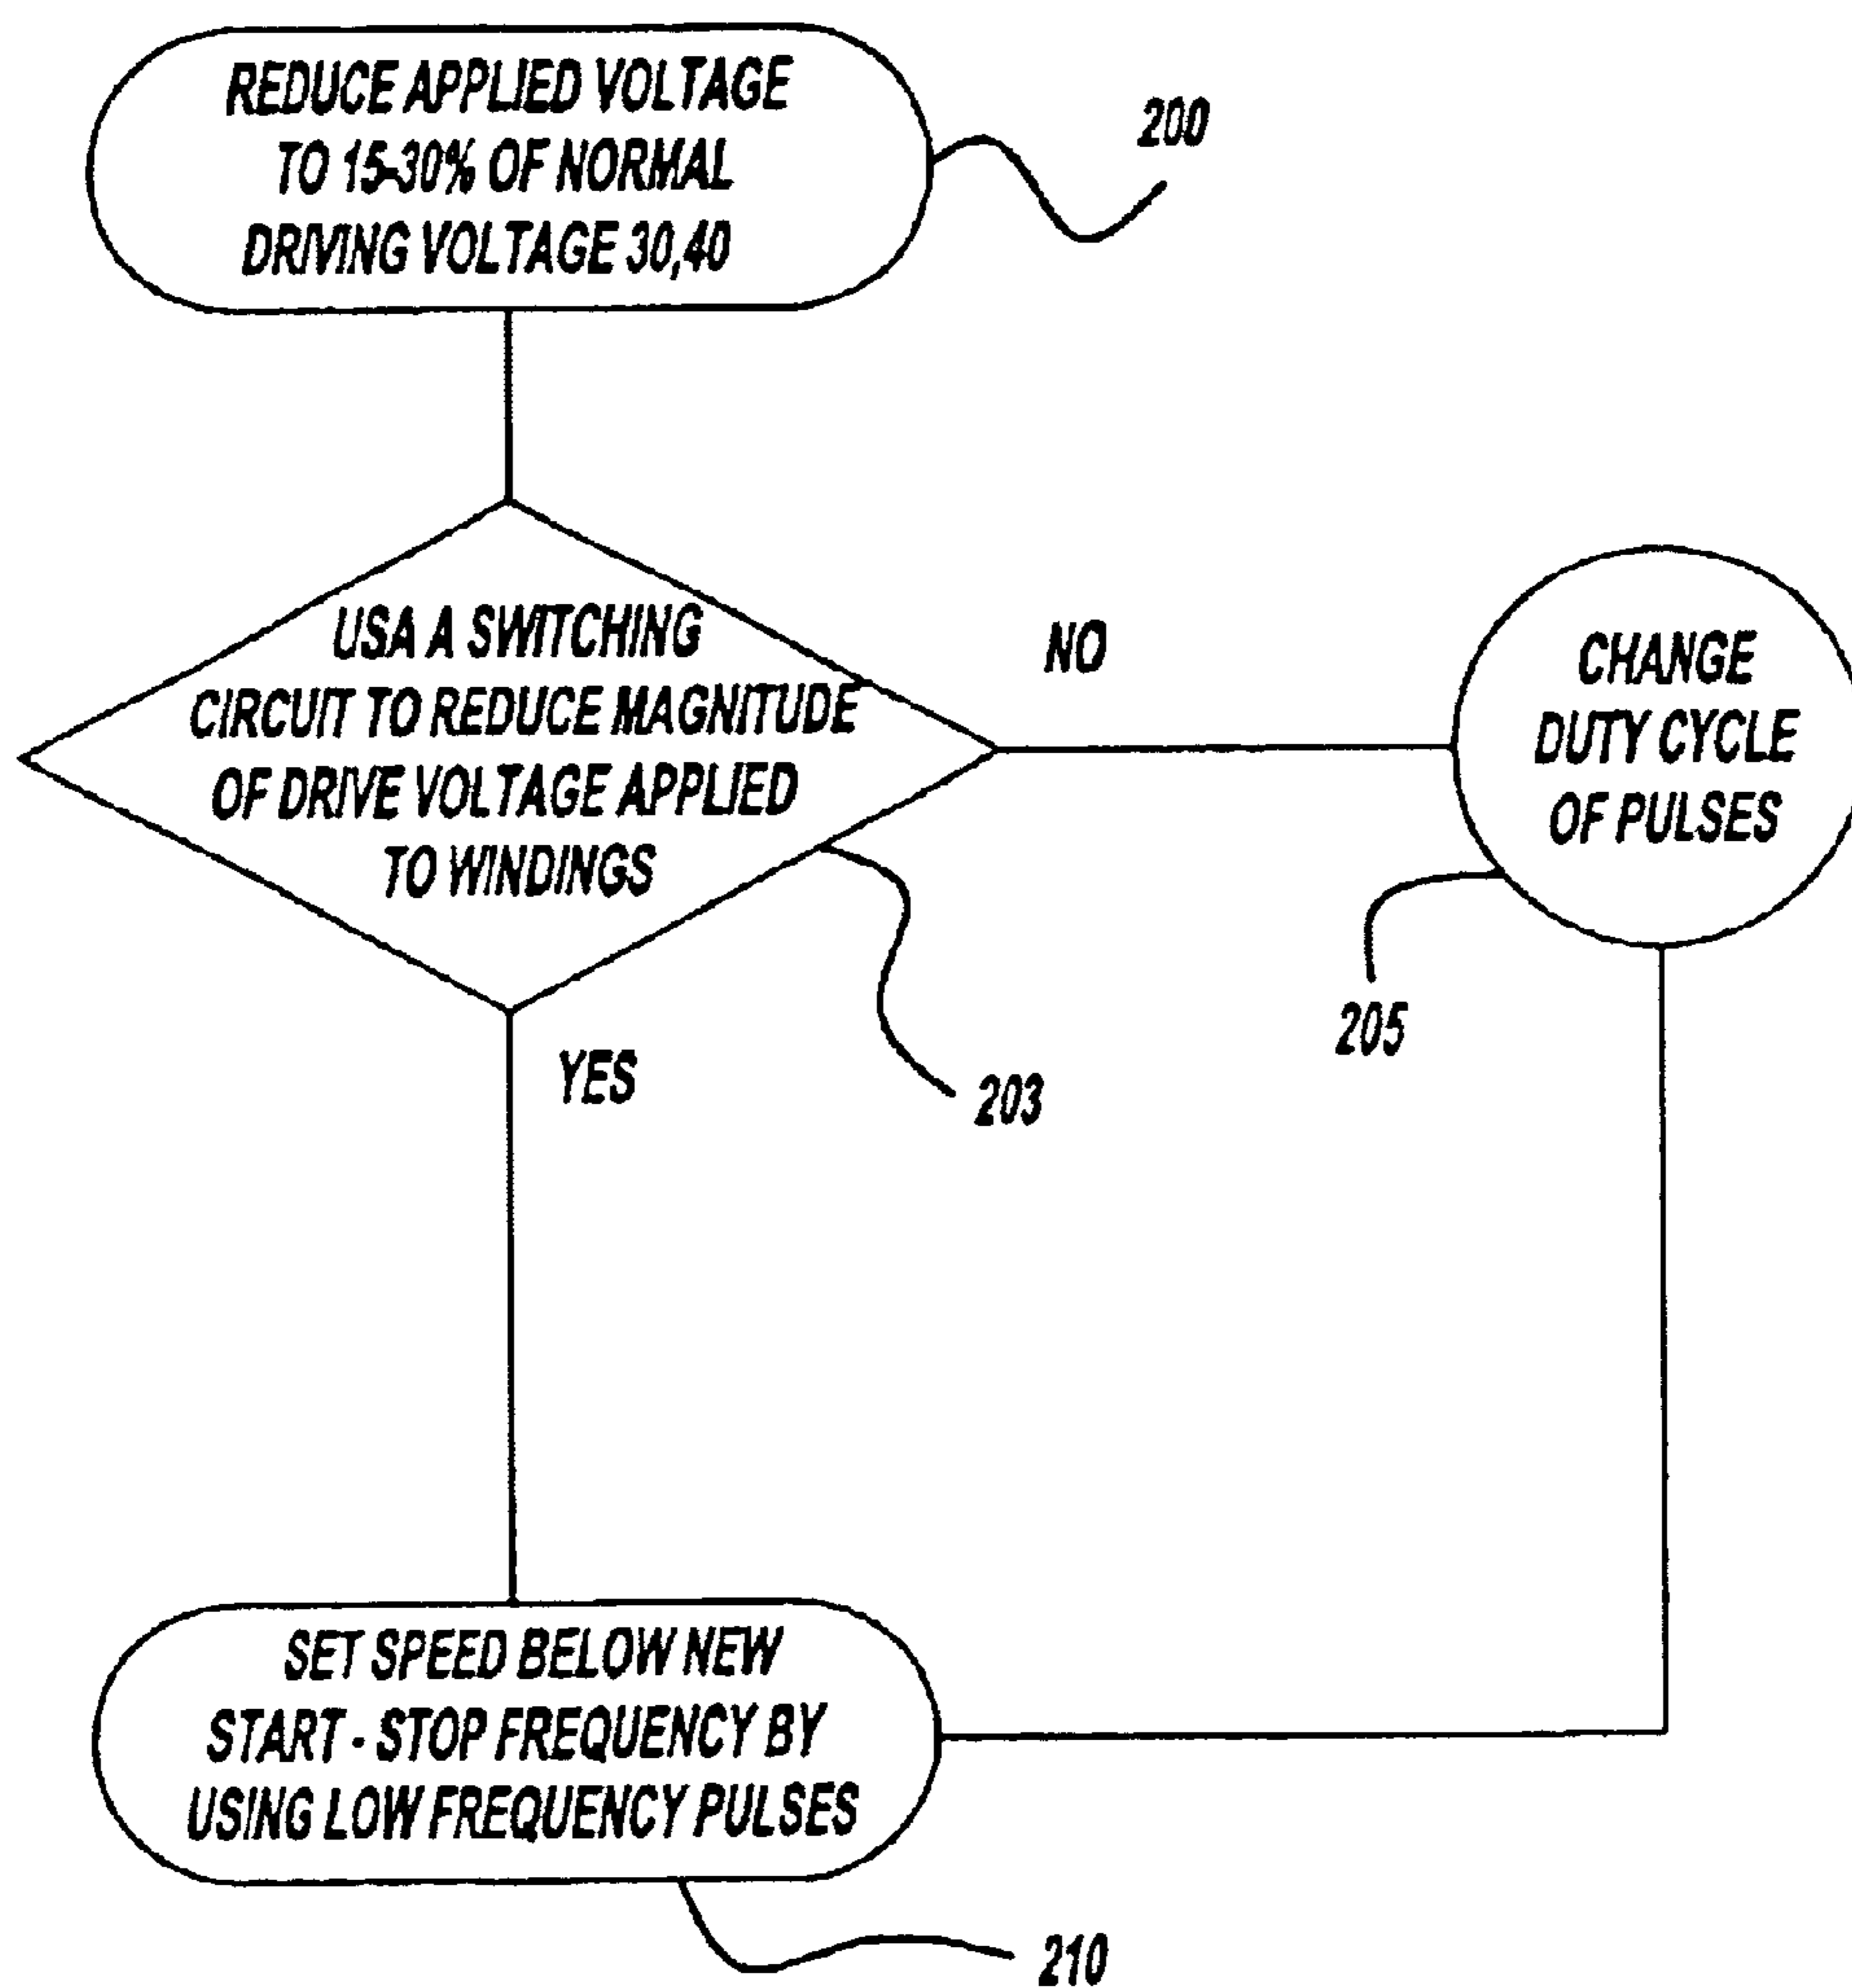 REDUCE APPLIED VOLTAGE
TO 15-30% OF NORMAL
DRIVING VOLTAGE 30,40
200
USA A SWITCHING
CIRCUIT TO REDUCE MAGNITUDE
OF DRIVE VOLTAGE APPLIED
TO WINDINGS
NO
CHANGE
DUTY CYCLE
OF PULSES
205
YES
203
SET SPEED BELOW NEW
START - STOP FREQUENCY BY
USING LOW FREQUENCY PULSES
210